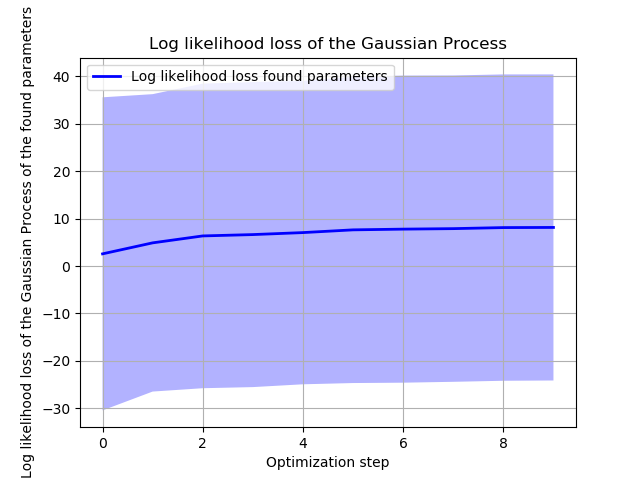 Log likelihood loss of the Gaussian Process
Log likelihood loss found parameters
Log likelihood loss of the Gaussian Process of the found parameters
40
30
20
10
0
−10
−20
−30
0 2 4 6 8
Optimization step